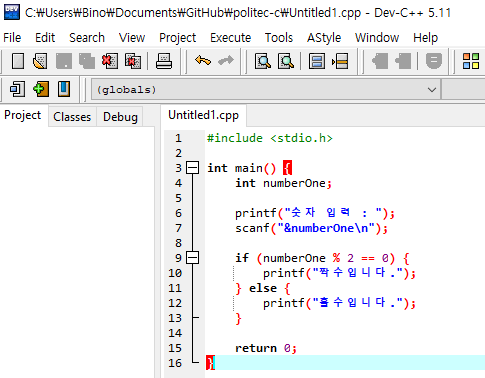 C:₩Users₩Bino₩Documents₩GitHub₩politec-c₩Untitled1.cpp - Dev-C++ 5.11
File Edit Search View Project Execute Tools AStyle Window Help
(globals)
Project Classes Debug Untitled1.cpp
1 #include <stdio.h>
2
3 int main() {
4 int numberOne;
5
6 printf("숫자 입력 : ");
7 scanf("&numberOne\n");
8
9 if (numberOne % 2 == 0) {
10 printf("짝수입니다.");
11 } else {
12 printf("홀수입니다.");
13 }
14
15 return 0;
16 }